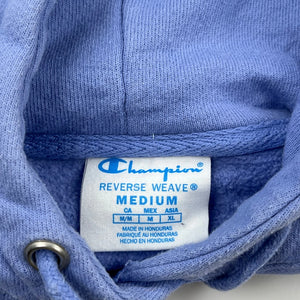 Champion
REVERSE WEAVE®
MEDIUM
CA MEX ASIA
M/M M XL
MADE IN HONDURAS
FABRIQUÉ AU HONDURAS
HECHO EN HONDURAS